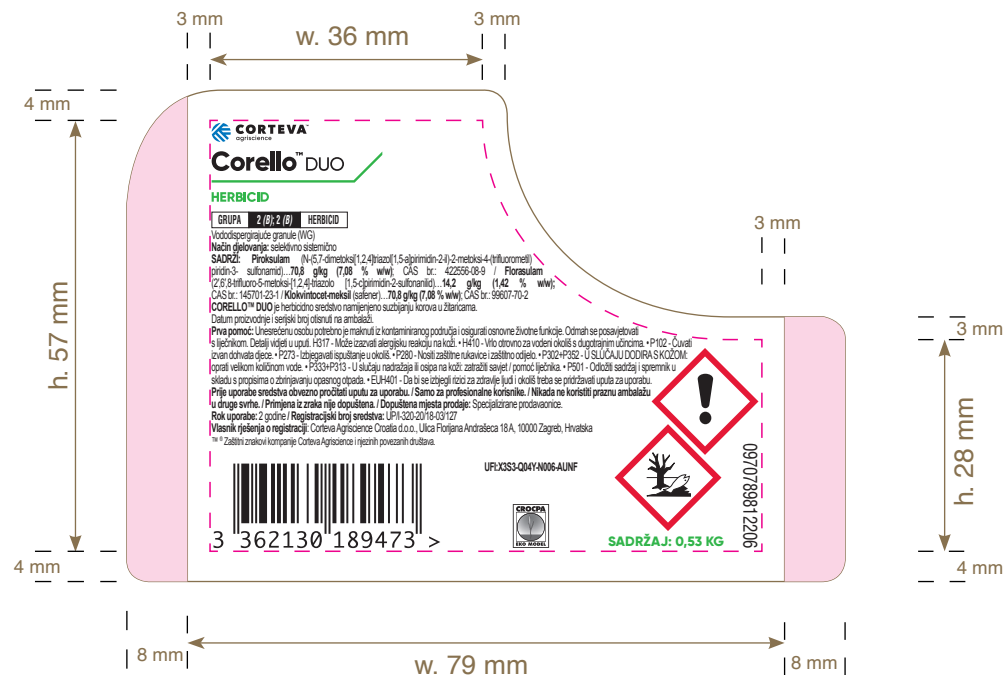 3 mm
w. 36 mm
3 mm
4 mm
h. 57 mm
4 mm
CORTEVA™
agriscience
Corello™ DUO
HERBICID
GRUPA 2 (B); 2 (B) HERBICID
Vododispergirajuće granule (WG)
Način djelovanja: selektivno sistemično
SADRŽI: Piroksulam (N-(5,7-dimetoksi[1,2,4]triazol[1,5-a]pirimidin-2-il)-2-metoksi-4-(trifluorometil)
piridin-3- sulfonamid)…70,8 g/kg (7,08 % w/w); CAS br.: 422556-08-9 / Florasulam
(2',6',8-trifluoro-5-metoksi-[1,2,4]-triazolo [1,5-c]pirimidin-2-sulfonanilid)…14,2 g/kg (1,42 % w/w);
CAS br.: 145701-23-1 / Klokvintocet-meksil (safener)…70,8 g/kg (7,08 % w/w); CAS br.: 99607-70-2
CORELLO™ DUO je herbicidno sredstvo namijenjeno suzbijanju korova u žitaricama.
Datum proizvodnje i serijski broj otisnuti na ambalaži.
Prva pomoć: Unesrećenu osobu potrebno je maknuti iz kontaminiranog područja i osigurati osnovne životne funkcije. Odmah se posavjetovati
s liječnikom. Detalji vidjeti u uputi. H317 - Može izazvati alergijsku reakciju na koži. • H410 - Vrlo otrovno za vodeni okoliš s dugotrajnim učincima. • P102 - Čuvati
izvan dohvata djece. • P273 - Izbjegavati ispuštanje u okoliš. • P280 - Nositi zaštitne rukavice i zaštitno odijelo. • P302+P352 - U SLUČAJU DODIRA S KOŽOM:
oprati velikom količinom vode. • P333+P313 - U slučaju nadražaja ili osipa na koži: zatražiti savjet / pomoć liječnika. • P501 - Odložiti sadržaj i spremnik u
skladu s propisima o zbrinjavanju opasnog otpada. • EUH401 - Da bi se izbjegli rizici za zdravlje ljudi i okoliš treba se pridržavati uputa za uporabu.
Prije uporabe sredstva obvezno pročitati uputu za uporabu. / Samo za profesionalne korisnike. / Nikada ne koristiti praznu ambalažu
u druge svrhe. / Primjena iz zraka nije dopuštena. / Dopuštena mjesta prodaje: Specijalizirane prodavaonice.
Rok uporabe: 2 godine / Registracijski broj sredstva: UP/I-320-20/18-03/127
Vlasnik rješenja o registraciji: Corteva Agriscience Croatia d.o.o., Ulica Florijana Andrašeca 18 A, 10000 Zagreb, Hrvatska
™ ® Zaštitni znakovi kompanije Corteva Agriscience i njezinih povezanih društava.
UFI:X3S3-Q04Y-N006-AUNF
3 362130 189473 >
CROCPA
EKO MODEL
SADRŽAJ: 0,53 KG
0970789812206
3 mm
3 mm
h. 28 mm
4 mm
8 mm
w. 79 mm
8 mm